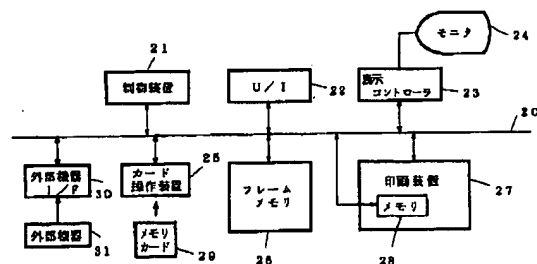 モニタ
24
21
制御装置
U/I
22
表示
コントローラ
23
20
外部機器
I/F
30
カード
操作装置
25
フレーム
メモリ
26
印画装置
27
メモリ
28
外部機器
31
メモリ
カード
29